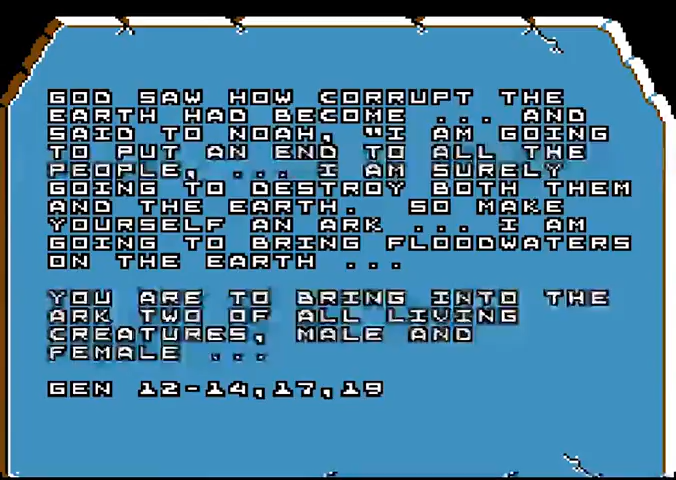 GOD SAW HOW CORRUPT THE
EARTH HAD BECOME ... AND
SAID TO NOAH, "I AM GOING
TO PUT AN END TO ALL THE
PEOPLE, ... I AM SURELY
GOING TO DESTROY BOTH THEM
AND THE EARTH. SO MAKE
YOURSELF AN ARK ... I AM
GOING TO BRING FLOODWATERS
ON THE EARTH ...
YOU ARE TO BRING INTO THE
ARK TWO OF ALL LIVING
CREATURES, MALE AND
FEMALE ...
GEN 12-14,17,19